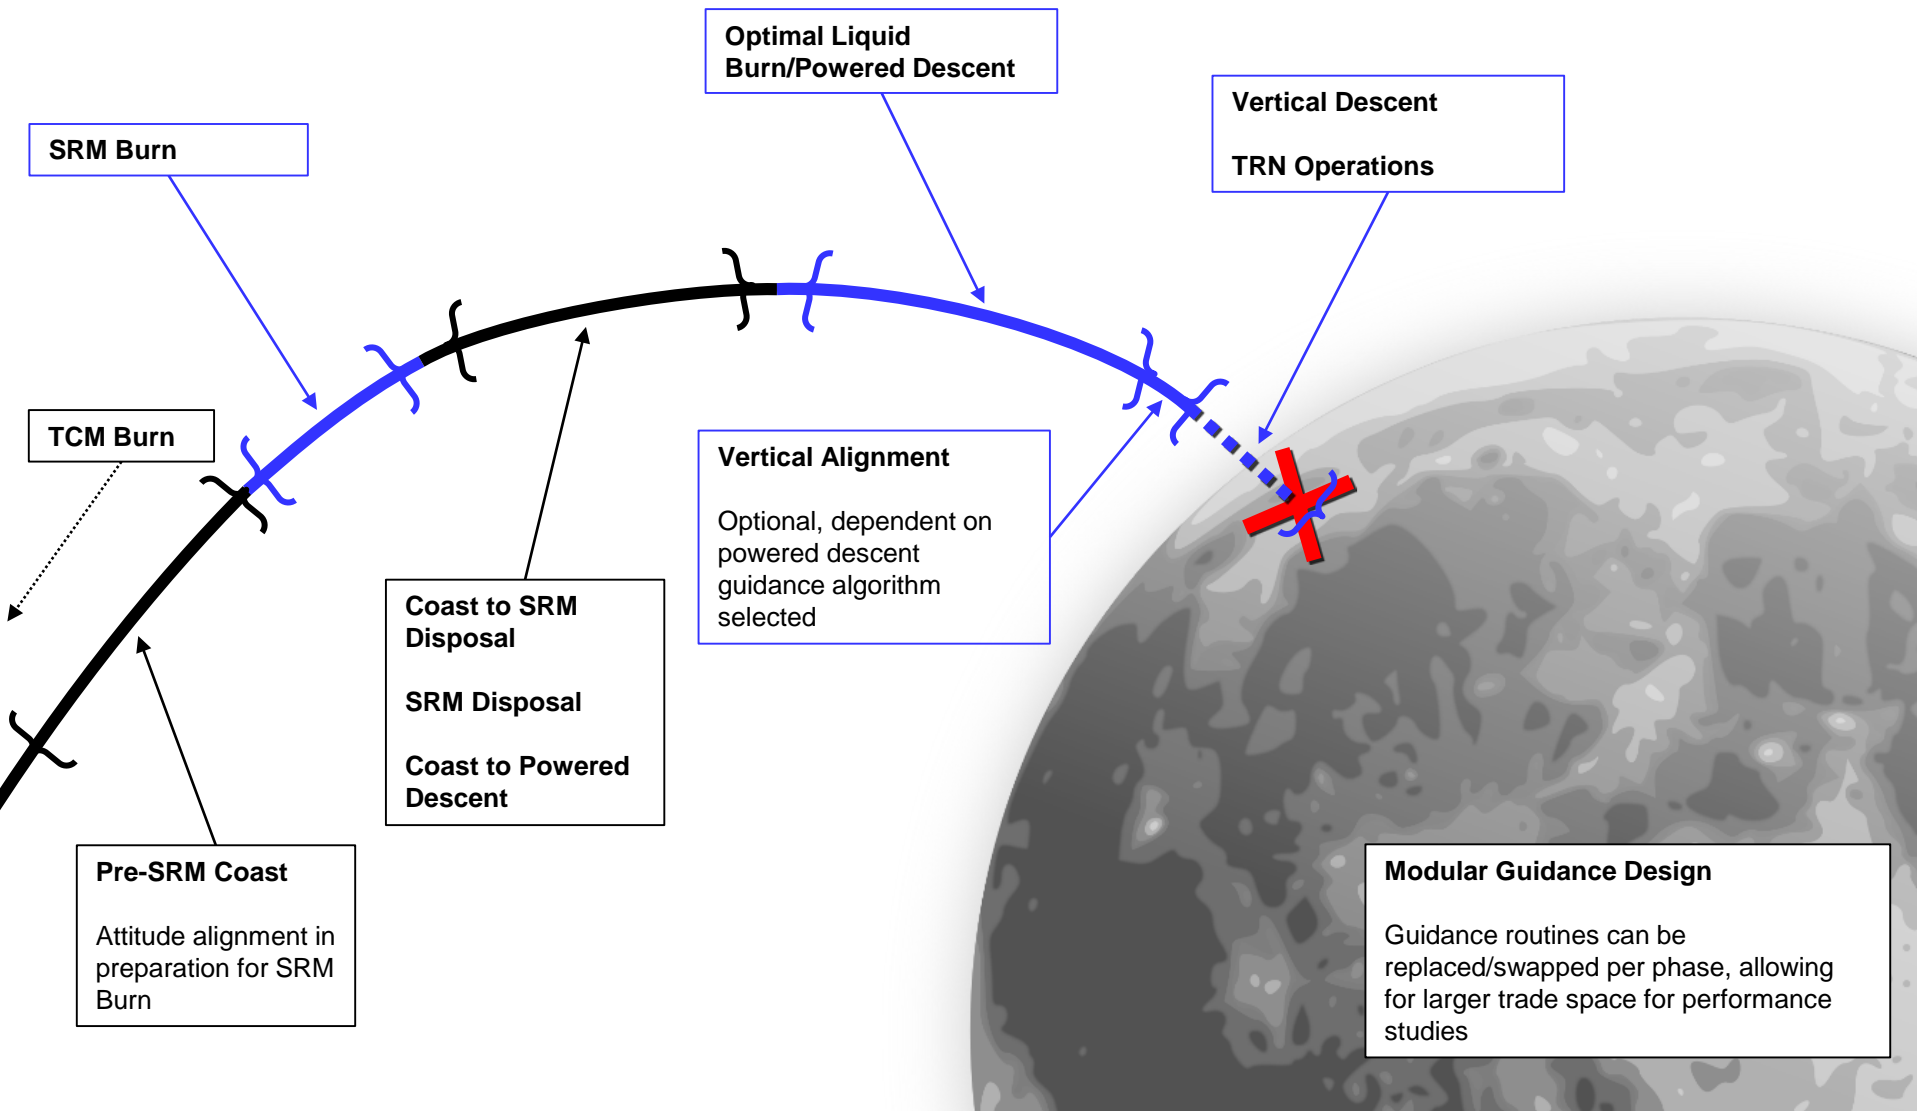 Optimal Liquid
Burn/Powered Descent
Vertical Descent
TRN Operations
SRM Burn
TCM Burn
Vertical Alignment
Optional, dependent on
powered descent
guidance algorithm
selected
Coast to SRM
Disposal
SRM Disposal
Coast to Powered
Descent
Pre-SRM Coast
Attitude alignment in
preparation for SRM
Burn
Modular Guidance Design
Guidance routines can be
replaced/swapped per phase, allowing
for larger trade space for performance
studies